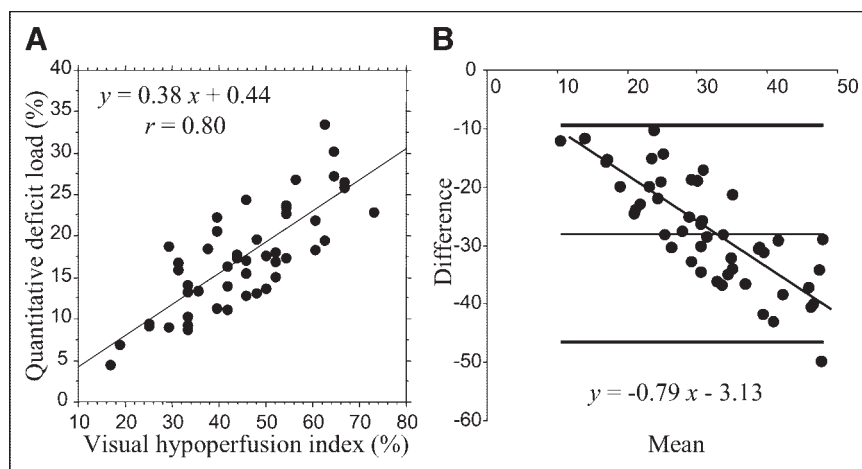 A
y = 0.38 x + 0.44
r = 0.80
Quantitative deficit load (%)
40
35
30
25
20
15
10
5
0
10 20 30 40 50 60 70 80
Visual hypoperfusion index (%)
B
0 10 20 30 40 50
0
-10
-20
-30
-40
-50
-60
Difference
y = -0.79 x - 3.13
Mean